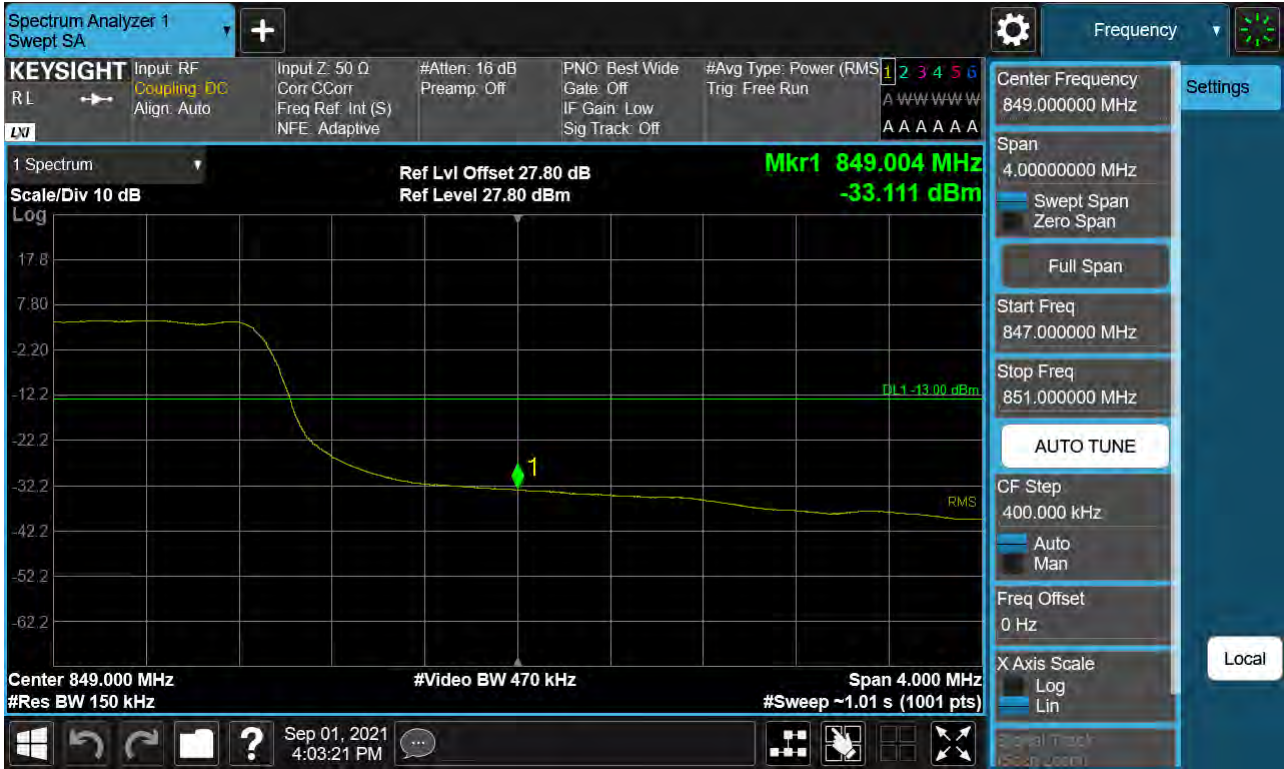 Spectrum Analyzer 1
Swept SA
Frequency
KEYSIGHT
RL
LXI
Input: RF
Coupling: DC
Align: Auto
Input Z: 50 Ω
Corr CCorr
Freq Ref: Int (S)
NFE: Adaptive
#Atten: 16 dB
Preamp: Off
PNO: Best Wide
Gate: Off
IF Gain: Low
Sig Track: Off
#Avg Type: Power (RMS
Trig: Free Run
1 2 3 4 5 6
A W W W W W
A A A A A A
1 Spectrum
Scale/Div 10 dB
Log
Ref Lvl Offset 27.80 dB
Ref Level 27.80 dBm
Mkr1 849.004 MHz
-33.111 dBm
17.8
7.80
-2.20
-12.2
-22.2
-32.2
-42.2
-52.2
-62.2
DL1 -13.00 dBm
1
RMS
Center 849.000 MHz
#Res BW 150 kHz
#Video BW 470 kHz
Span 4.000 MHz
#Sweep ~1.01 s (1001 pts)
Center Frequency
849.000000 MHz
Span
4.00000000 MHz
Swept Span
Zero Span
Full Span
Start Freq
847.000000 MHz
Stop Freq
851.000000 MHz
AUTO TUNE
CF Step
400.000 kHz
Auto
Man
Freq Offset
0 Hz
X Axis Scale
Log
Lin
Signal Track
(Span Zoom)
Settings
Local
?
Sep 01, 2021
4:03:21 PM